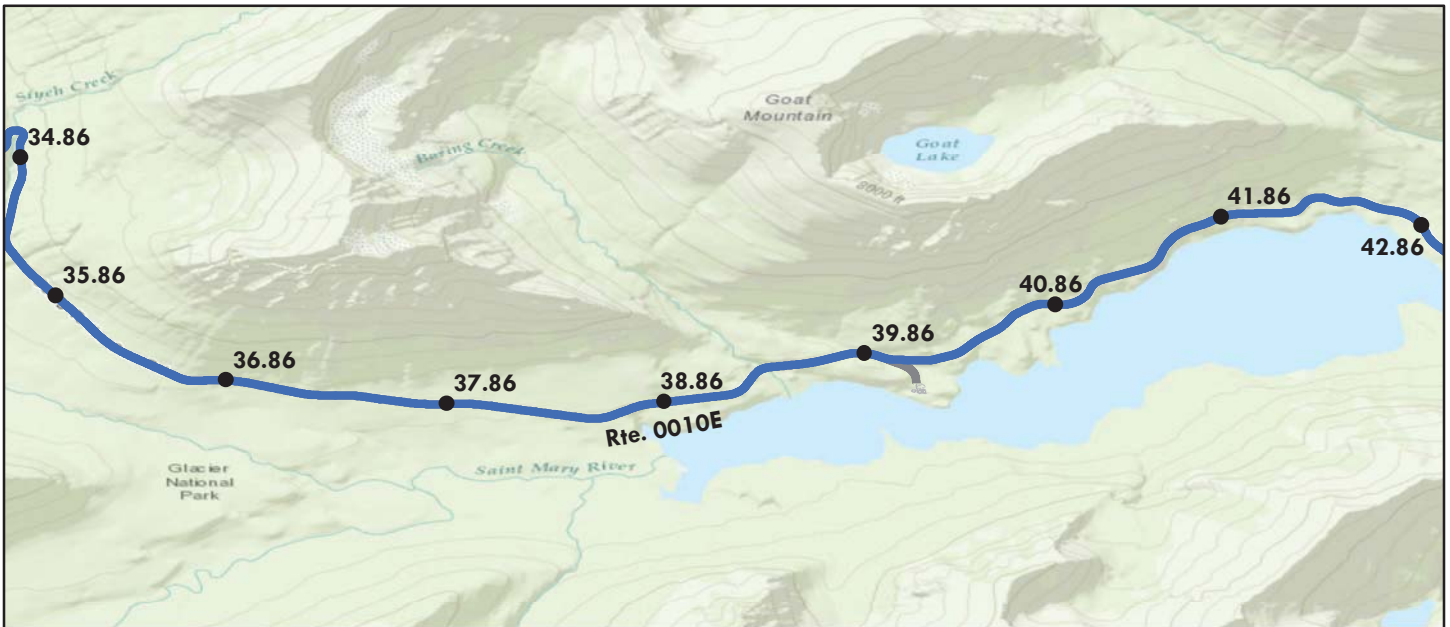 Siyeh Creek
34.86
Goat
Mountain
Baring Creek
Goat
Lake
8000 ft
41.86
42.86
35.86
40.86
39.86
36.86
37.86
38.86
Rte. 0010E
Glacier
National
Park
Saint Mary River